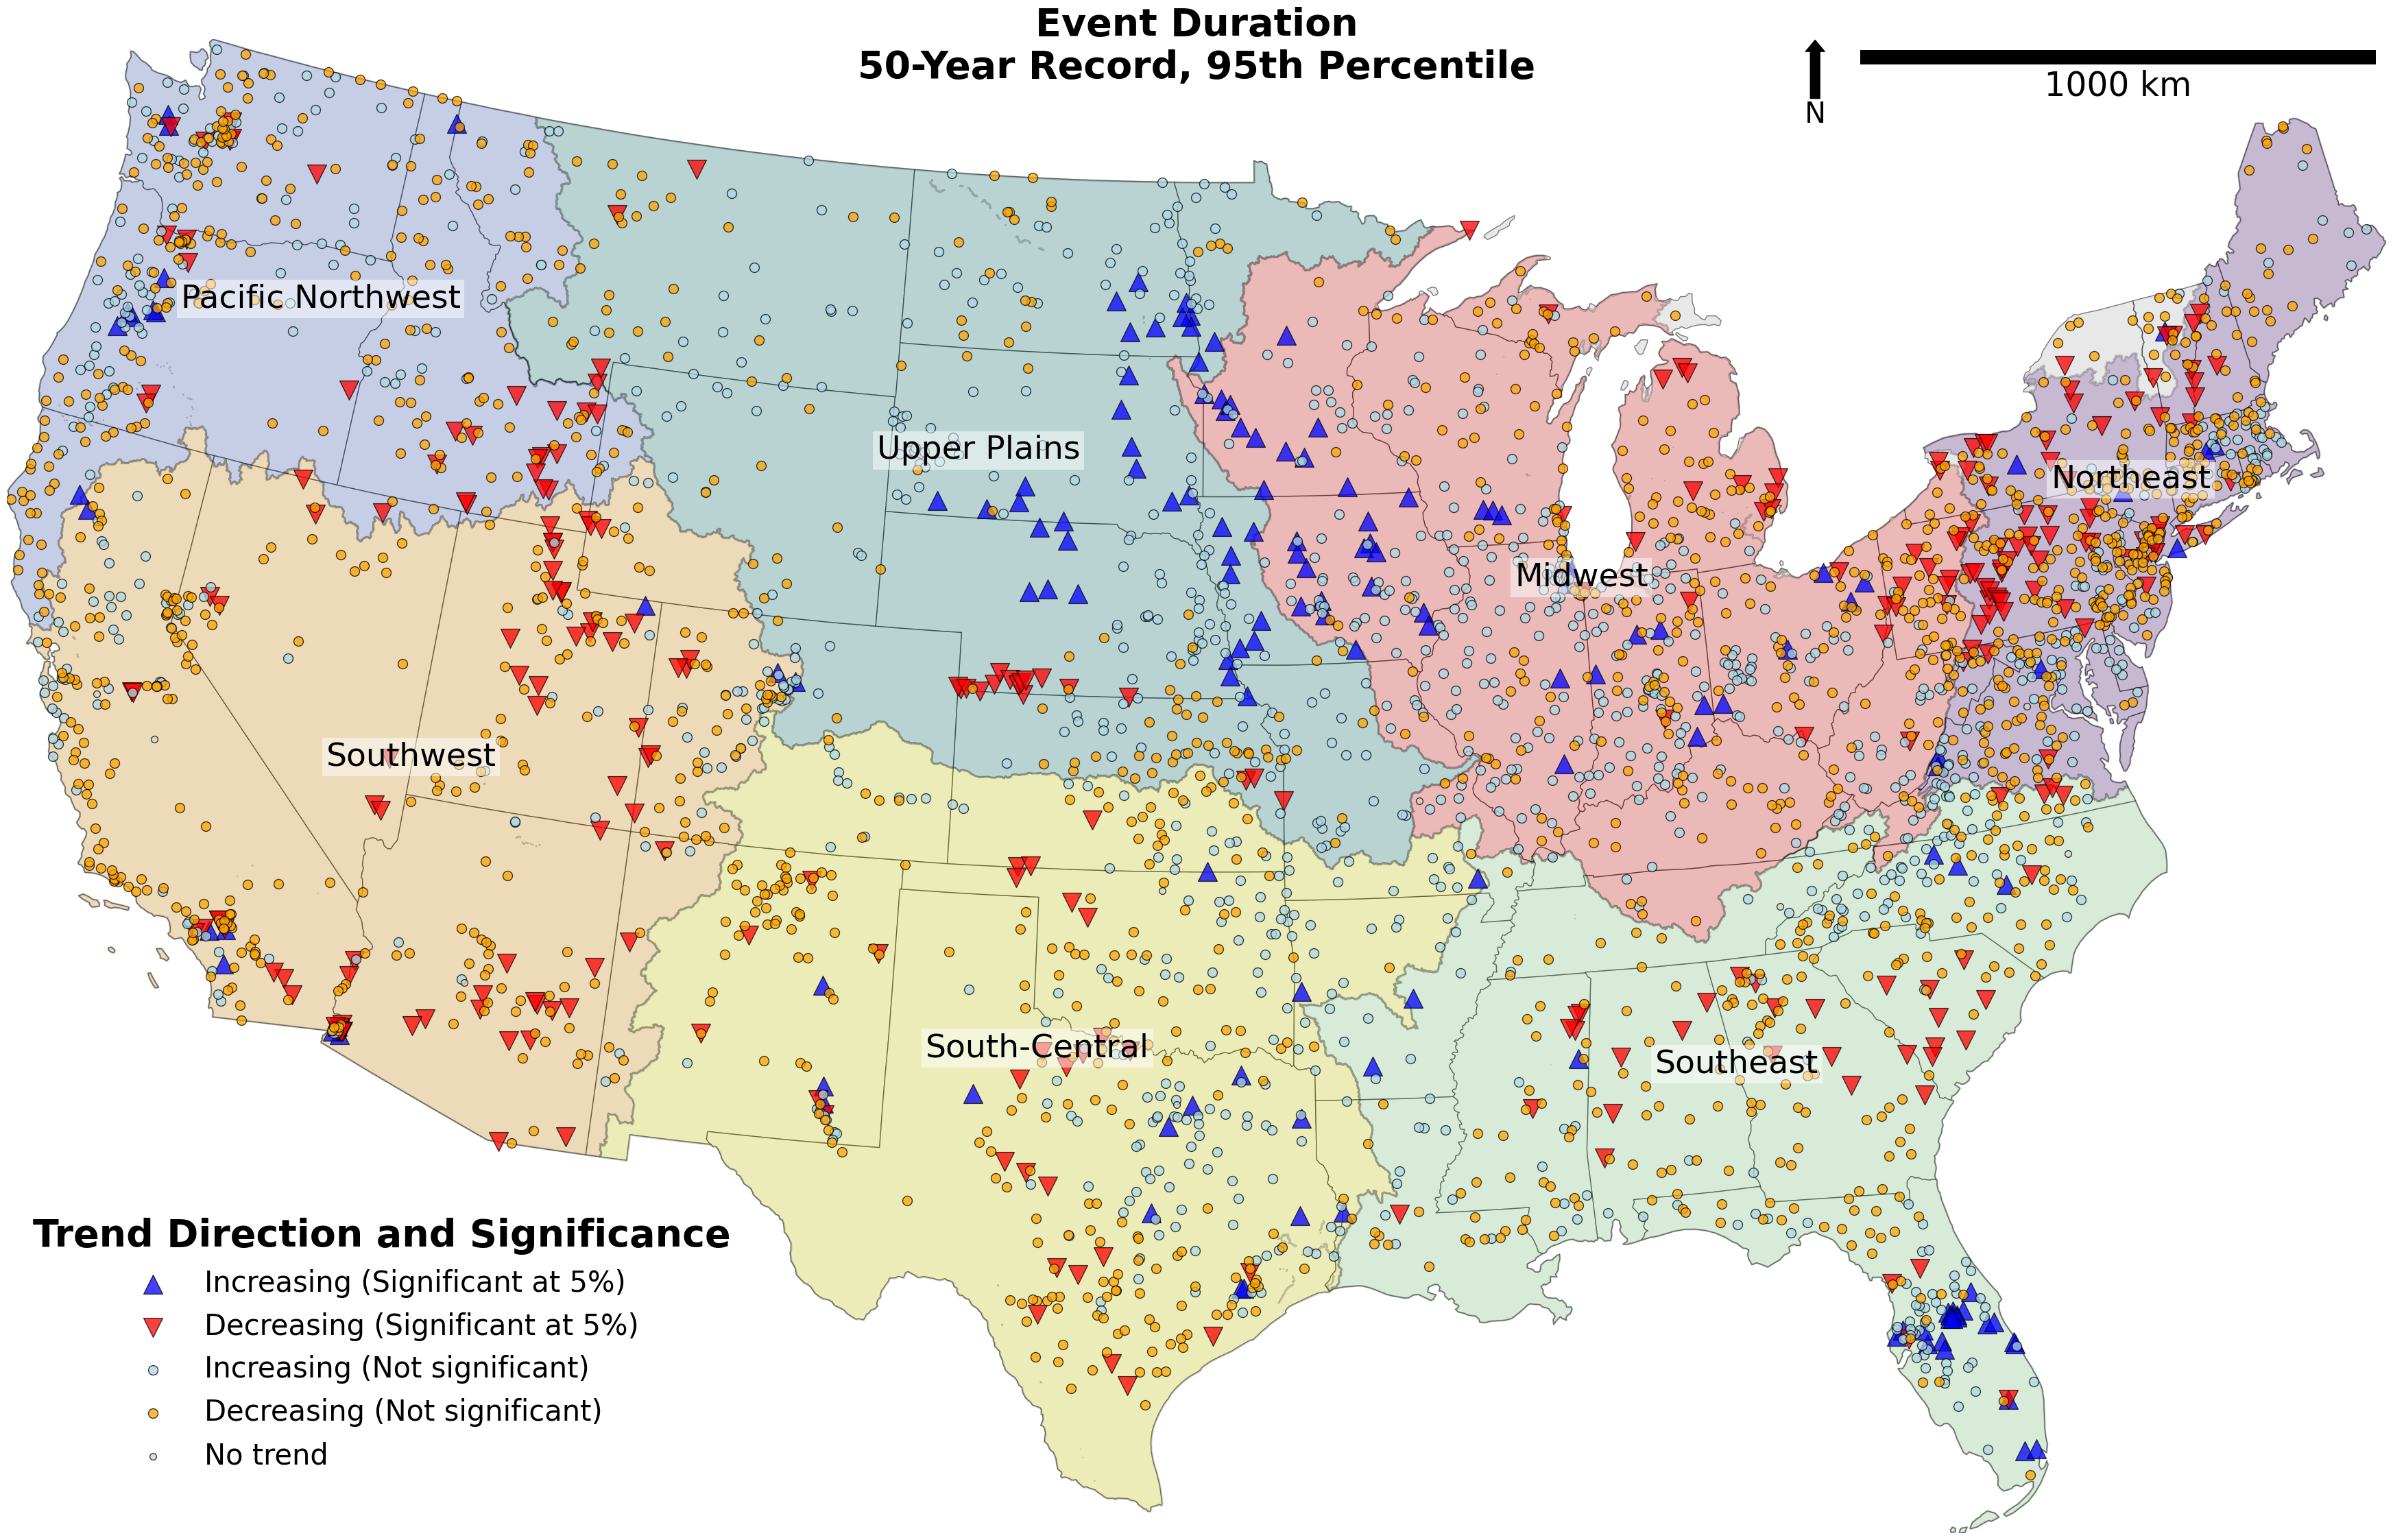 Event Duration
50-Year Record, 95th Percentile
1000 km
N
Pacific Northwest
Upper Plains
Northeast
Midwest
Southwest
South-Central
Southeast
Trend Direction and Significance
Increasing (Significant at 5%)
Decreasing (Significant at 5%)
Increasing (Not significant)
Decreasing (Not significant)
No trend